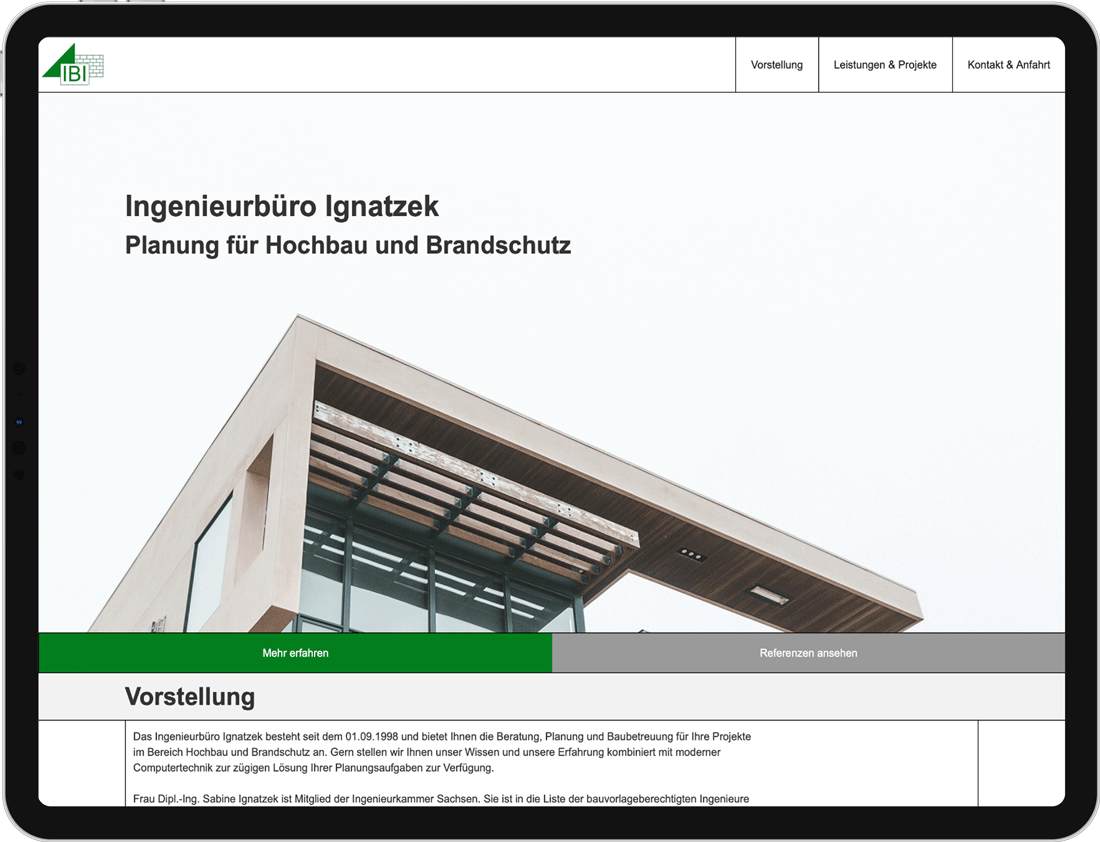 IBI
Vorstellung
Leistungen & Projekte
Kontakt & Anfahrt
Ingenieurbüro Ignatzek
Planung für Hochbau und Brandschutz
Mehr erfahren
Referenzen ansehen
Vorstellung
Das Ingenieurbüro Ignatzek besteht seit dem 01.09.1998 und bietet Ihnen die Beratung, Planung und Baubetreuung für Ihre Projekte
im Bereich Hochbau und Brandschutz an. Gern stellen wir Ihnen unser Wissen und unsere Erfahrung kombiniert mit moderner
Computertechnik zur zügigen Lösung Ihrer Planungsaufgaben zur Verfügung.
Frau Dipl.-Ing. Sabine Ignatzek ist Mitglied der Ingenieurkammer Sachsen. Sie ist in die Liste der bauvorlageberechtigten Ingenieure